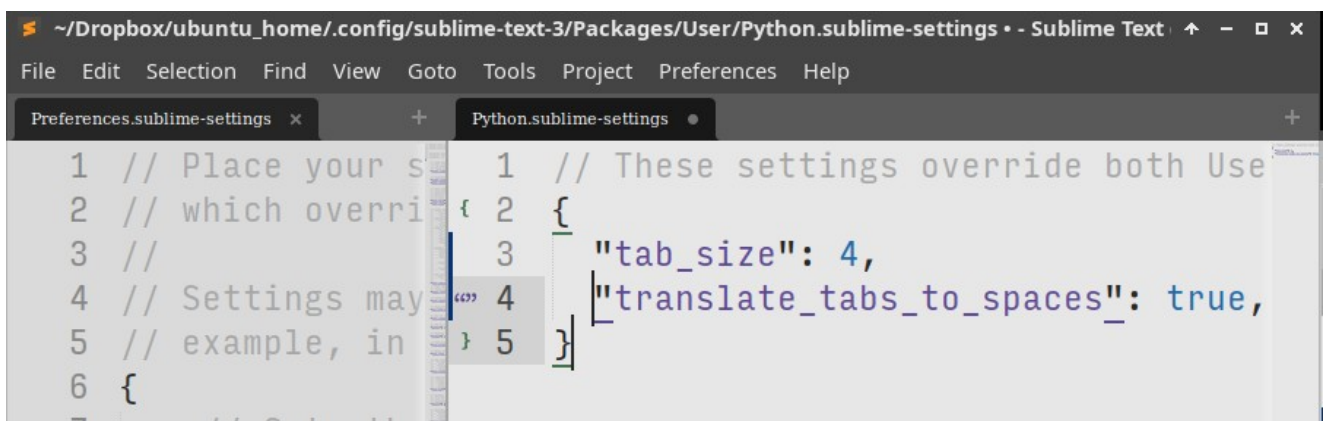 ~/Dropbox/ubuntu_home/.config/sublime-text-3/Packages/User/Python.sublime-settings • - Sublime Text
File Edit Selection Find View Goto Tools Project Preferences Help
Preferences.sublime-settings × +
1 // Place your s
2 // which overri
3 //
4 // Settings may
5 // example, in
6 {
Python.sublime-settings • +
1 // These settings override both Use
2 {
3 "tab_size": 4,
4 "translate_tabs_to_spaces": true,
5 }